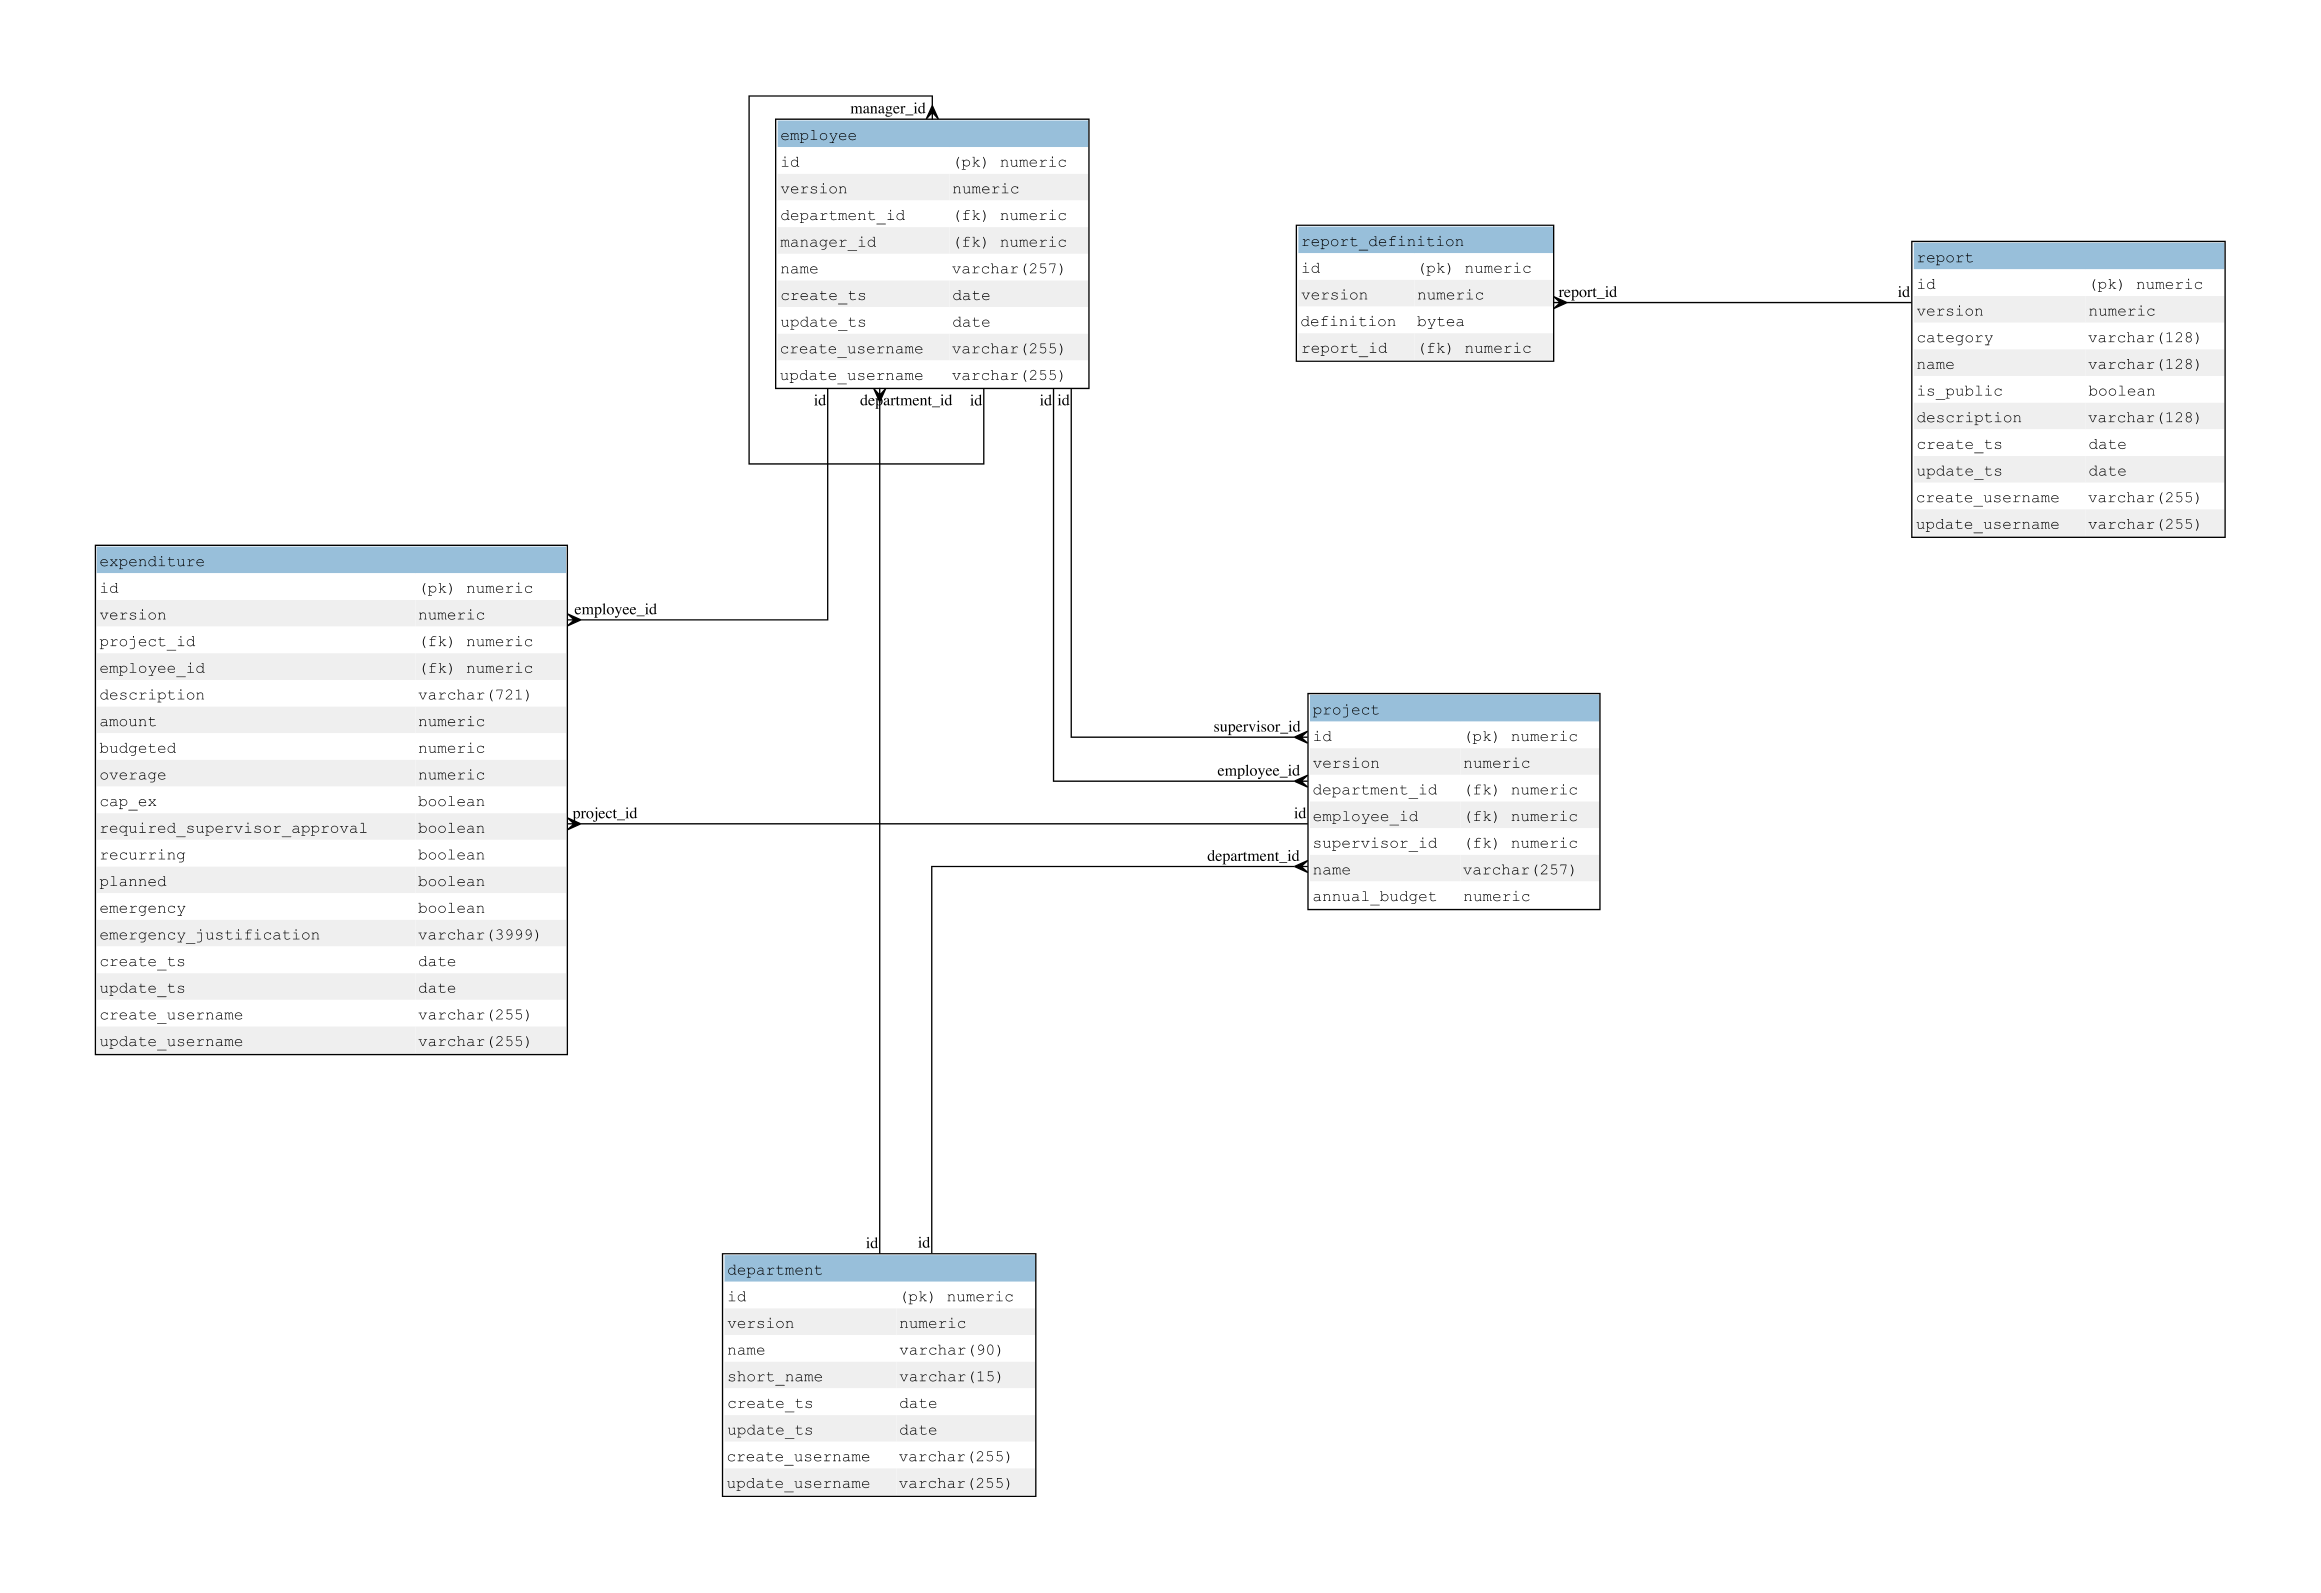 manager_id
employee
id (pk) numeric
version numeric
department_id (fk) numeric
manager_id (fk) numeric
name varchar(257)
create_ts date
update_ts date
create_username varchar(255)
update_username varchar(255)
id department_id id id id
report_definition
id (pk) numeric
version numeric
definition bytea
report_id (fk) numeric
report_id id
report
id (pk) numeric
version numeric
category varchar(128)
name varchar(128)
is_public boolean
description varchar(128)
create_ts date
update_ts date
create_username varchar(255)
update_username varchar(255)
expenditure
id (pk) numeric
version numeric
project_id (fk) numeric
employee_id (fk) numeric
description varchar(721)
amount numeric
budgeted numeric
overage numeric
cap_ex boolean
required_supervisor_approval boolean
recurring boolean
planned boolean
emergency boolean
emergency_justification varchar(3999)
create_ts date
update_ts date
create_username varchar(255)
update_username varchar(255)
employee_id
project_id
supervisor_id
employee_id
id
department_id
project
id (pk) numeric
version numeric
department_id (fk) numeric
employee_id (fk) numeric
supervisor_id (fk) numeric
name varchar(257)
annual_budget numeric
id id
department
id (pk) numeric
version numeric
name varchar(90)
short_name varchar(15)
create_ts date
update_ts date
create_username varchar(255)
update_username varchar(255)